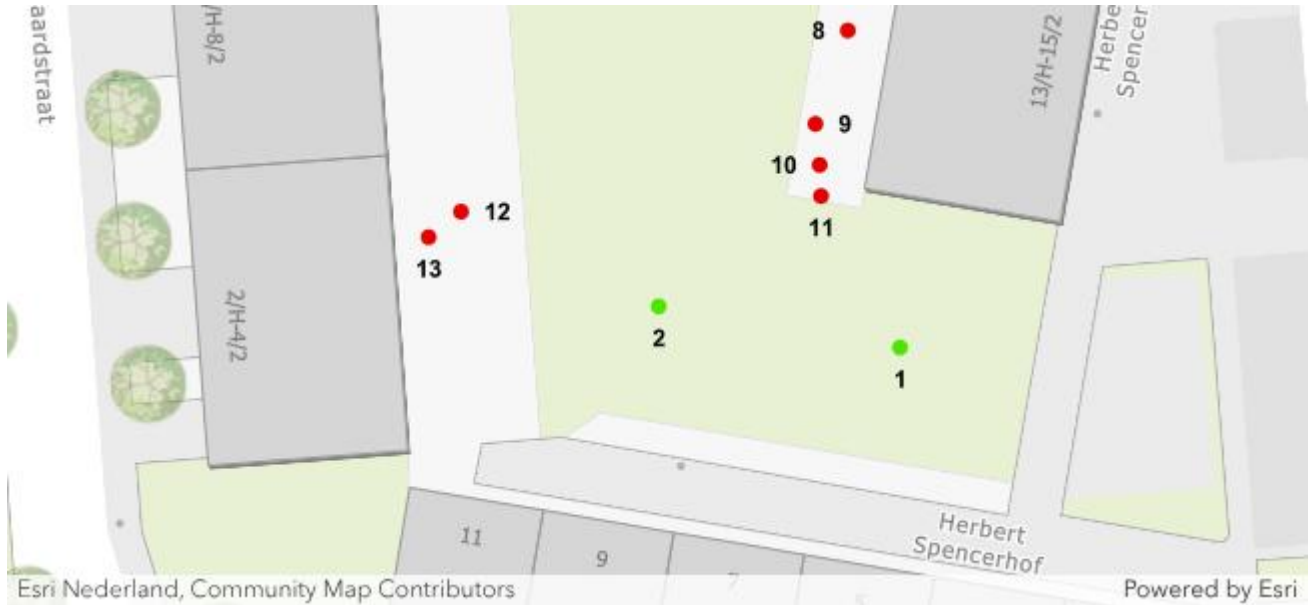 aardstraat
/H-8/2
8
13/H-15/2
Herbe
Spencer
9
10
11
12
13
2/H-4/2
2
1
11
9
7
Herbert
Spencerhof
Esri Nederland, Community Map Contributors
Powered by Esri